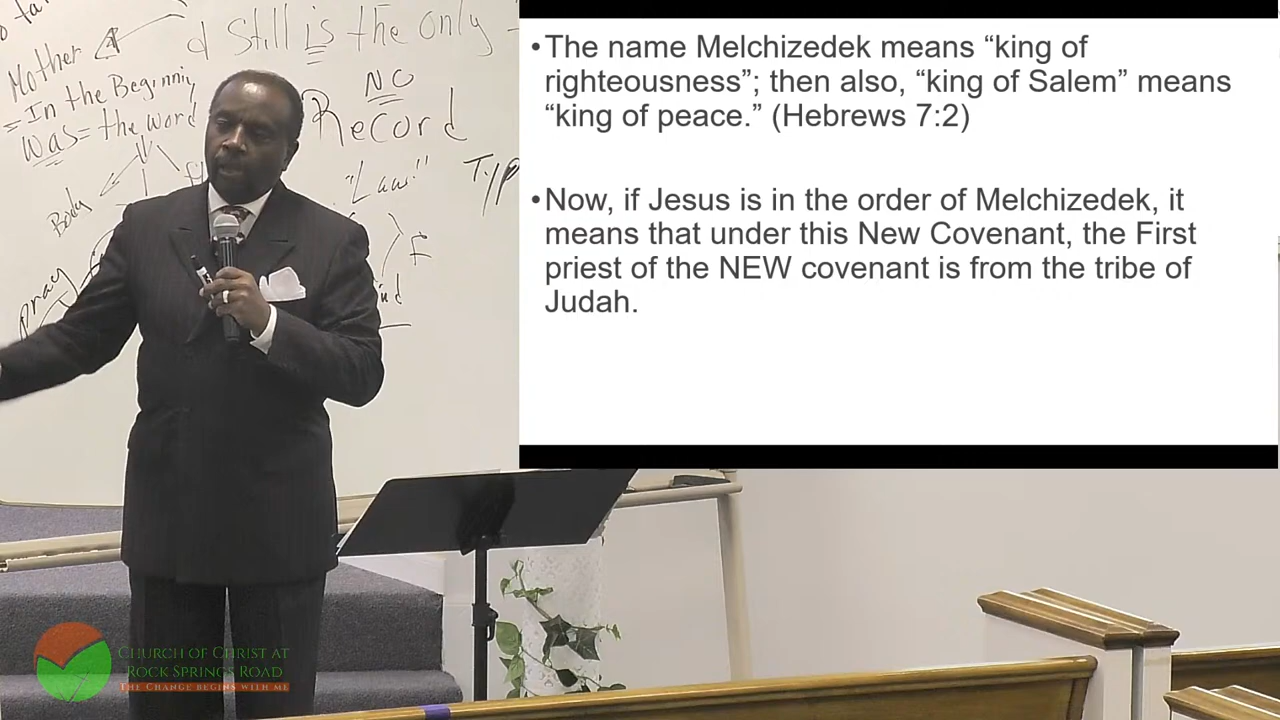 Mother
d Still is the only
= In the Beginning
was = the word
NO
Record
"Law"
Typ
Body
pray
F
•The name Melchizedek means “king of
righteousness”; then also, “king of Salem” means
“king of peace.” (Hebrews 7:2)
•Now, if Jesus is in the order of Melchizedek, it
means that under this New Covenant, the First
priest of the NEW covenant is from the tribe of
Judah.
CHURCH OF CHRIST AT
ROCK SPRINGS ROAD
THE CHANGE BEGINS WITH ME